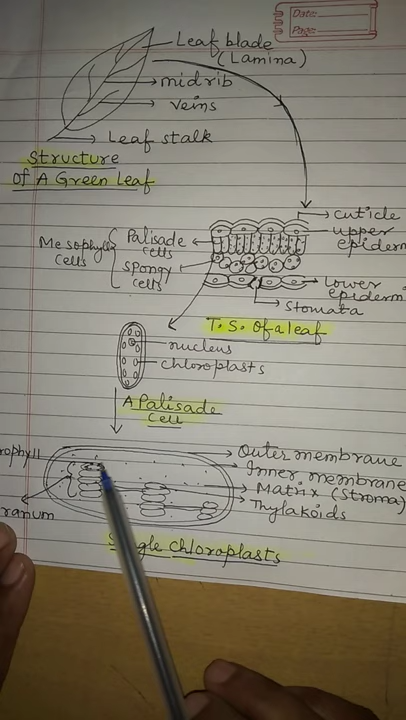 Date:
Page:
Leaf blade
(Lamina)
midrib
veins
Leaf stalk
Structure
Of A Green Leaf
cuticle
upper
epiderm
Mesophyll
cells
Palisade
cells
Spongy
cells
Lower
epiderm
Stomata
T. S. Of a leaf
nucleus
chloroplasts
A Palisade
Cell
rophyll
Outer membrane
Inner membrane
Matrix (Stroma)
Thylakoids
ranum
Single Chloroplasts